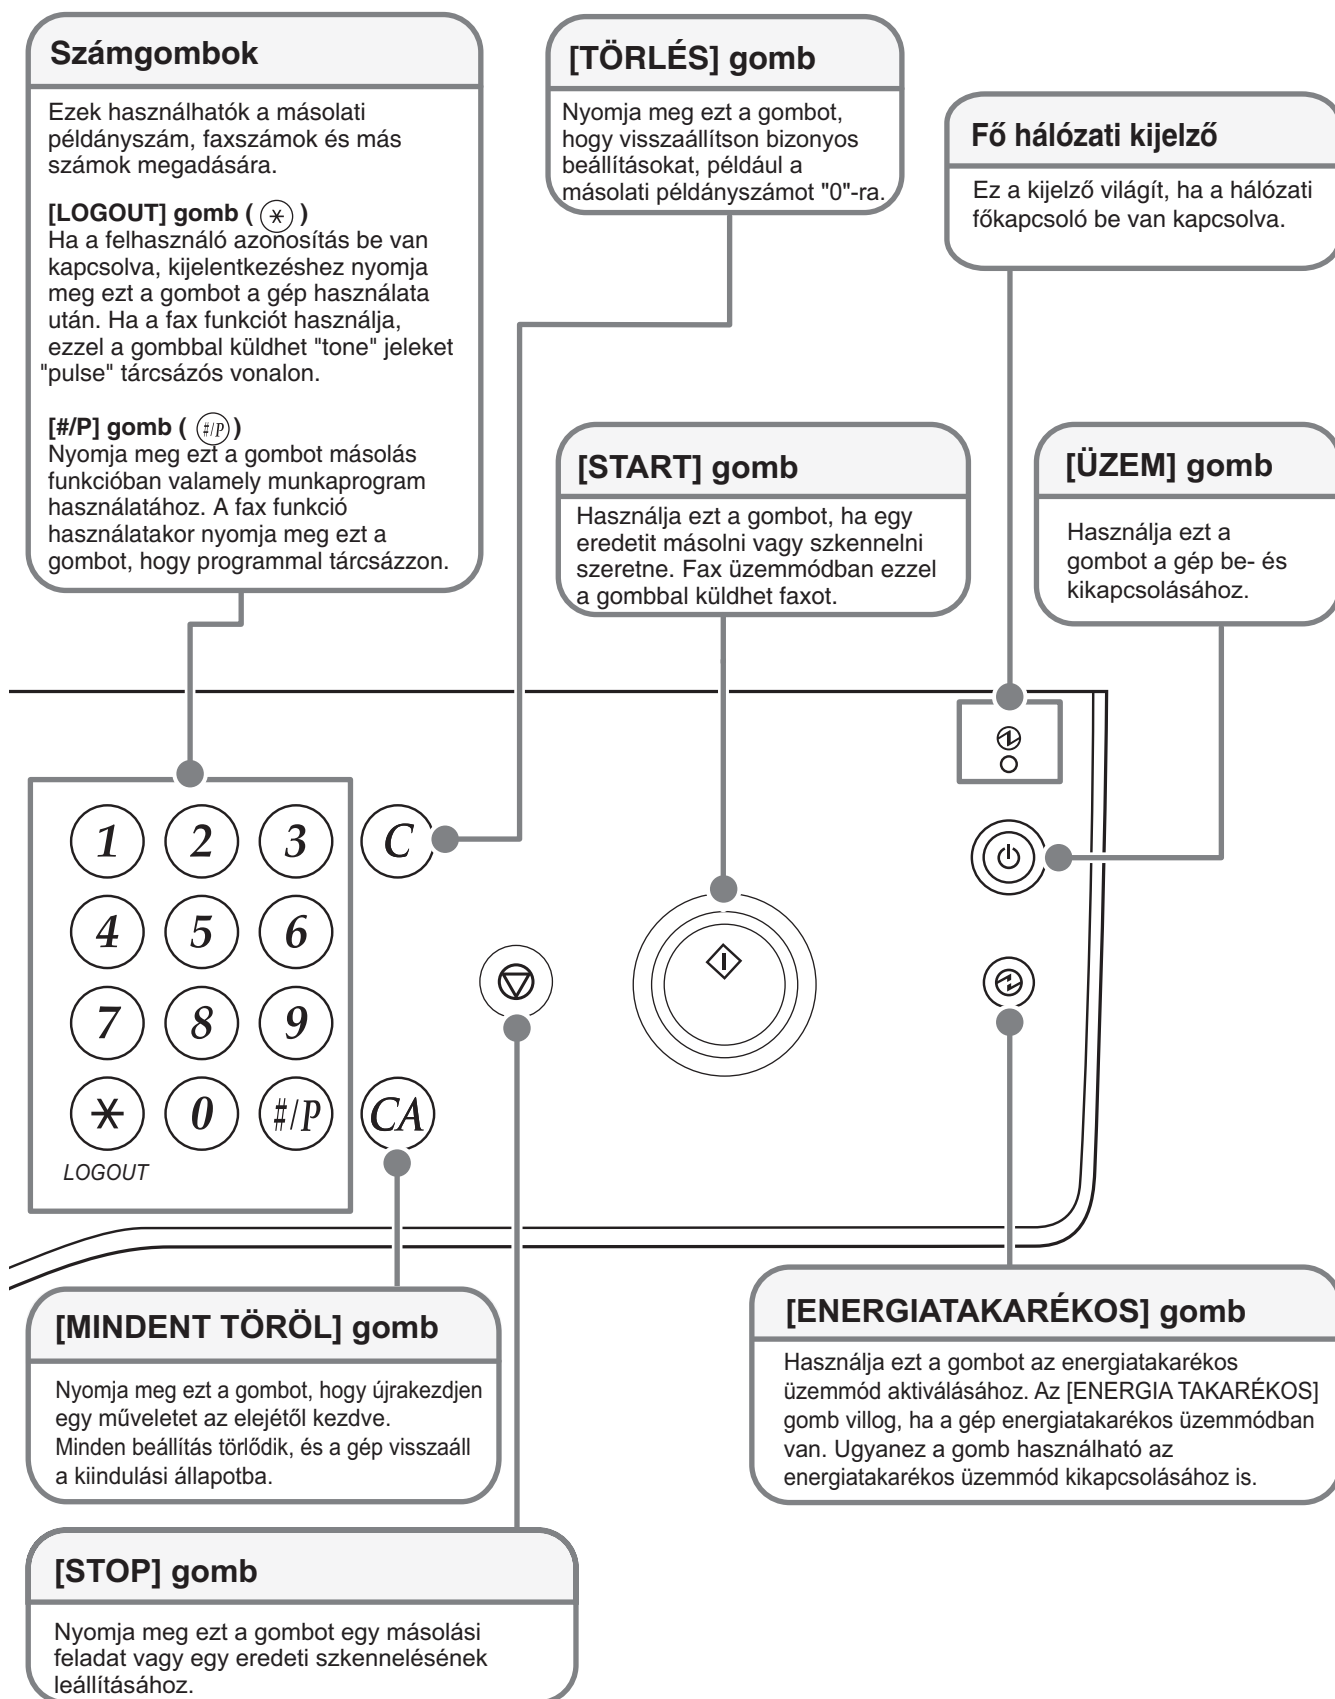 Számgombok
Ezek használhatók a másolati
példányszám, faxszámok és más
számok megadására.
[LOGOUT] gomb ( * )
Ha a felhasználó azonosítás be van
kapcsolva, kijelentkezéshez nyomja
meg ezt a gombot a gép használata
után. Ha a fax funkciót használja,
ezzel a gombbal küldhet "tone" jeleket
"pulse" tárcsázós vonalon.
[#/P] gomb ( #/P )
Nyomja meg ezt a gombot másolás
funkcióban valamely munkaprogram
használatához. A fax funkció
használatakor nyomja meg ezt a
gombot, hogy programmal tárcsázzon.
[TÖRLÉS] gomb
Nyomja meg ezt a gombot,
hogy visszaállítson bizonyos
beállításokat, például a
másolati példányszámot "0"-ra.
Fő hálózati kijelző
Ez a kijelző világít, ha a hálózati
főkapcsoló be van kapcsolva.
[START] gomb
Használja ezt a gombot, ha egy
eredetit másolni vagy szkennelni
szeretne. Fax üzemmódban ezzel
a gombbal küldhet faxot.
[ÜZEM] gomb
Használja ezt a
gombot a gép be- és
kikapcsolásához.
1 2 3 C
4 5 6
7 8 9
* 0 #/P CA
LOGOUT
[MINDENT TÖRÖL] gomb
Nyomja meg ezt a gombot, hogy újrakezdjen
egy műveletet az elejétől kezdve.
Minden beállítás törlődik, és a gép visszaáll
a kiindulási állapotba.
[ENERGIATAKARÉKOS] gomb
Használja ezt a gombot az energiatakarékos
üzemmód aktiválásához. Az [ENERGIA TAKARÉKOS]
gomb villog, ha a gép energiatakarékos üzemmódban
van. Ugyanez a gomb használható az
energiatakarékos üzemmód kikapcsolásához is.
[STOP] gomb
Nyomja meg ezt a gombot egy másolási
feladat vagy egy eredeti szkennelésének
leállításához.